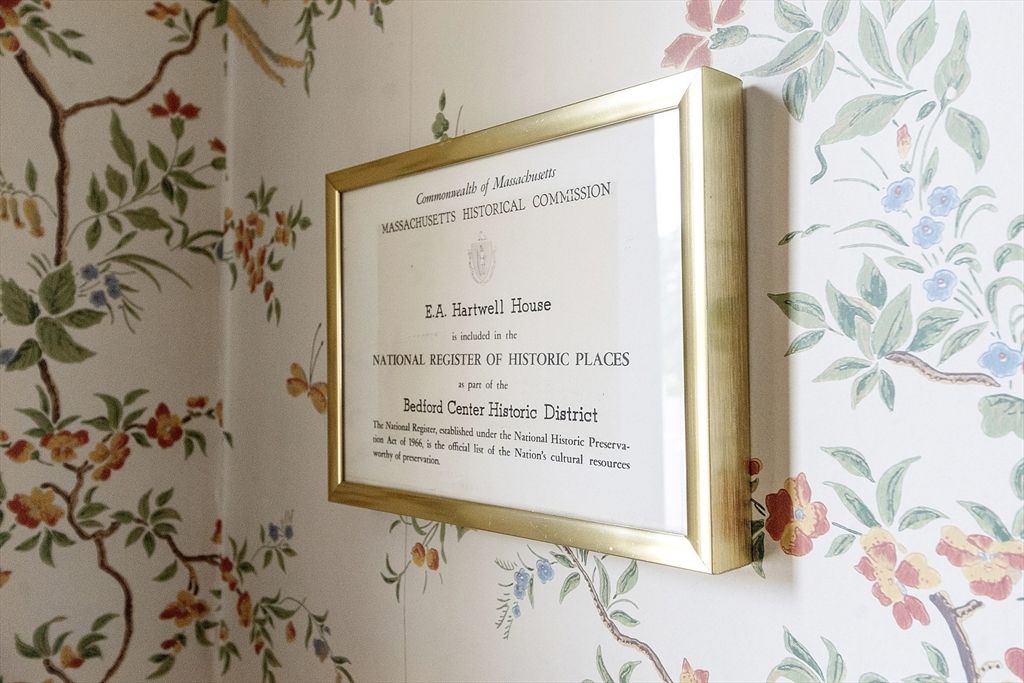 Commonwealth of Massachusetts
MASSACHUSETTS HISTORICAL COMMISSION
E.A. Hartwell House
is included in the
NATIONAL REGISTER OF HISTORIC PLACES
as part of the
Bedford Center Historic District
The National Register, established under the National Historic Preserva-
tion Act of 1966, is the official list of the Nation's cultural resources
worthy of preservation.